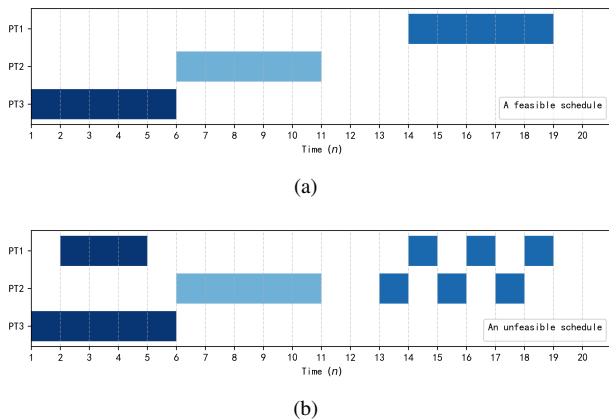 PT1
PT2
PT3
A feasible schedule
1 2 3 4 5 6 7 8 9 10 11 12 13 14 15 16 17 18 19 20
Time (n)
(a)
PT1
PT2
PT3
An unfeasible schedule
1 2 3 4 5 6 7 8 9 10 11 12 13 14 15 16 17 18 19 20
Time (n)
(b)